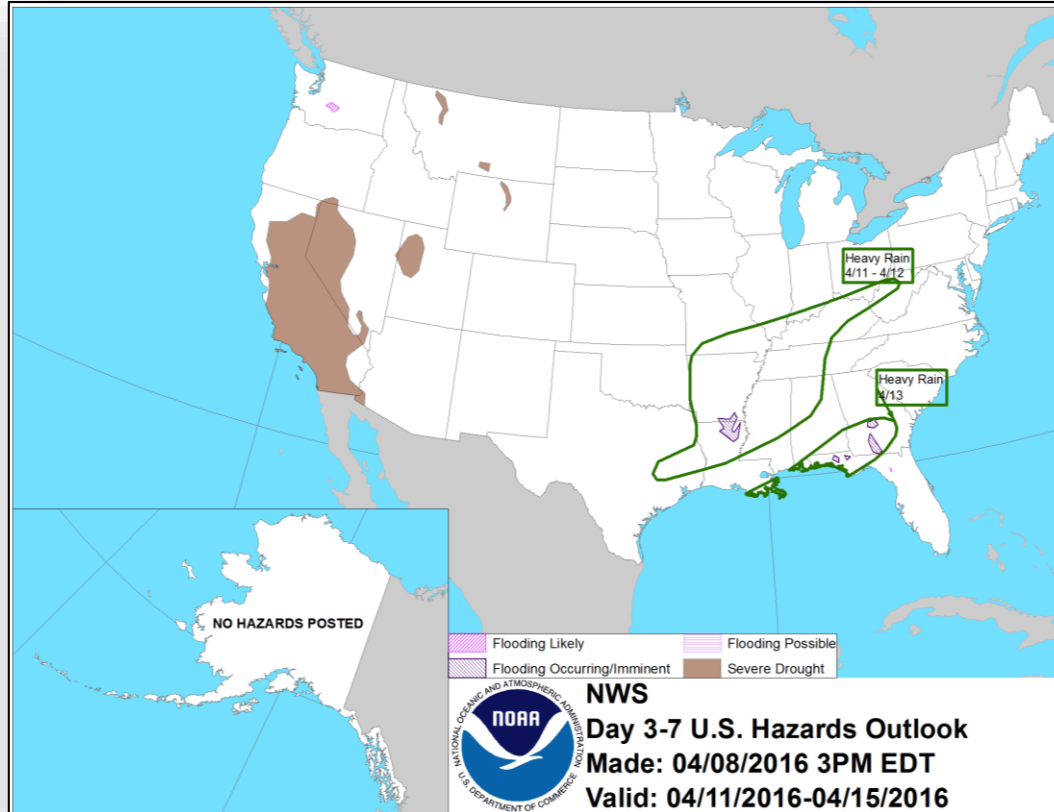 Heavy Rain
4/11 - 4/12
Heavy Rain
4/13
NO HAZARDS POSTED
Flooding Likely
Flooding Possible
Flooding Occurring/Imminent
Severe Drought
NATIONAL OCEANIC AND ATMOSPHERIC ADMINISTRATION
NOAA
U.S. DEPARTMENT OF COMMERCE
NWS
Day 3-7 U.S. Hazards Outlook
Made: 04/08/2016 3PM EDT
Valid: 04/11/2016-04/15/2016